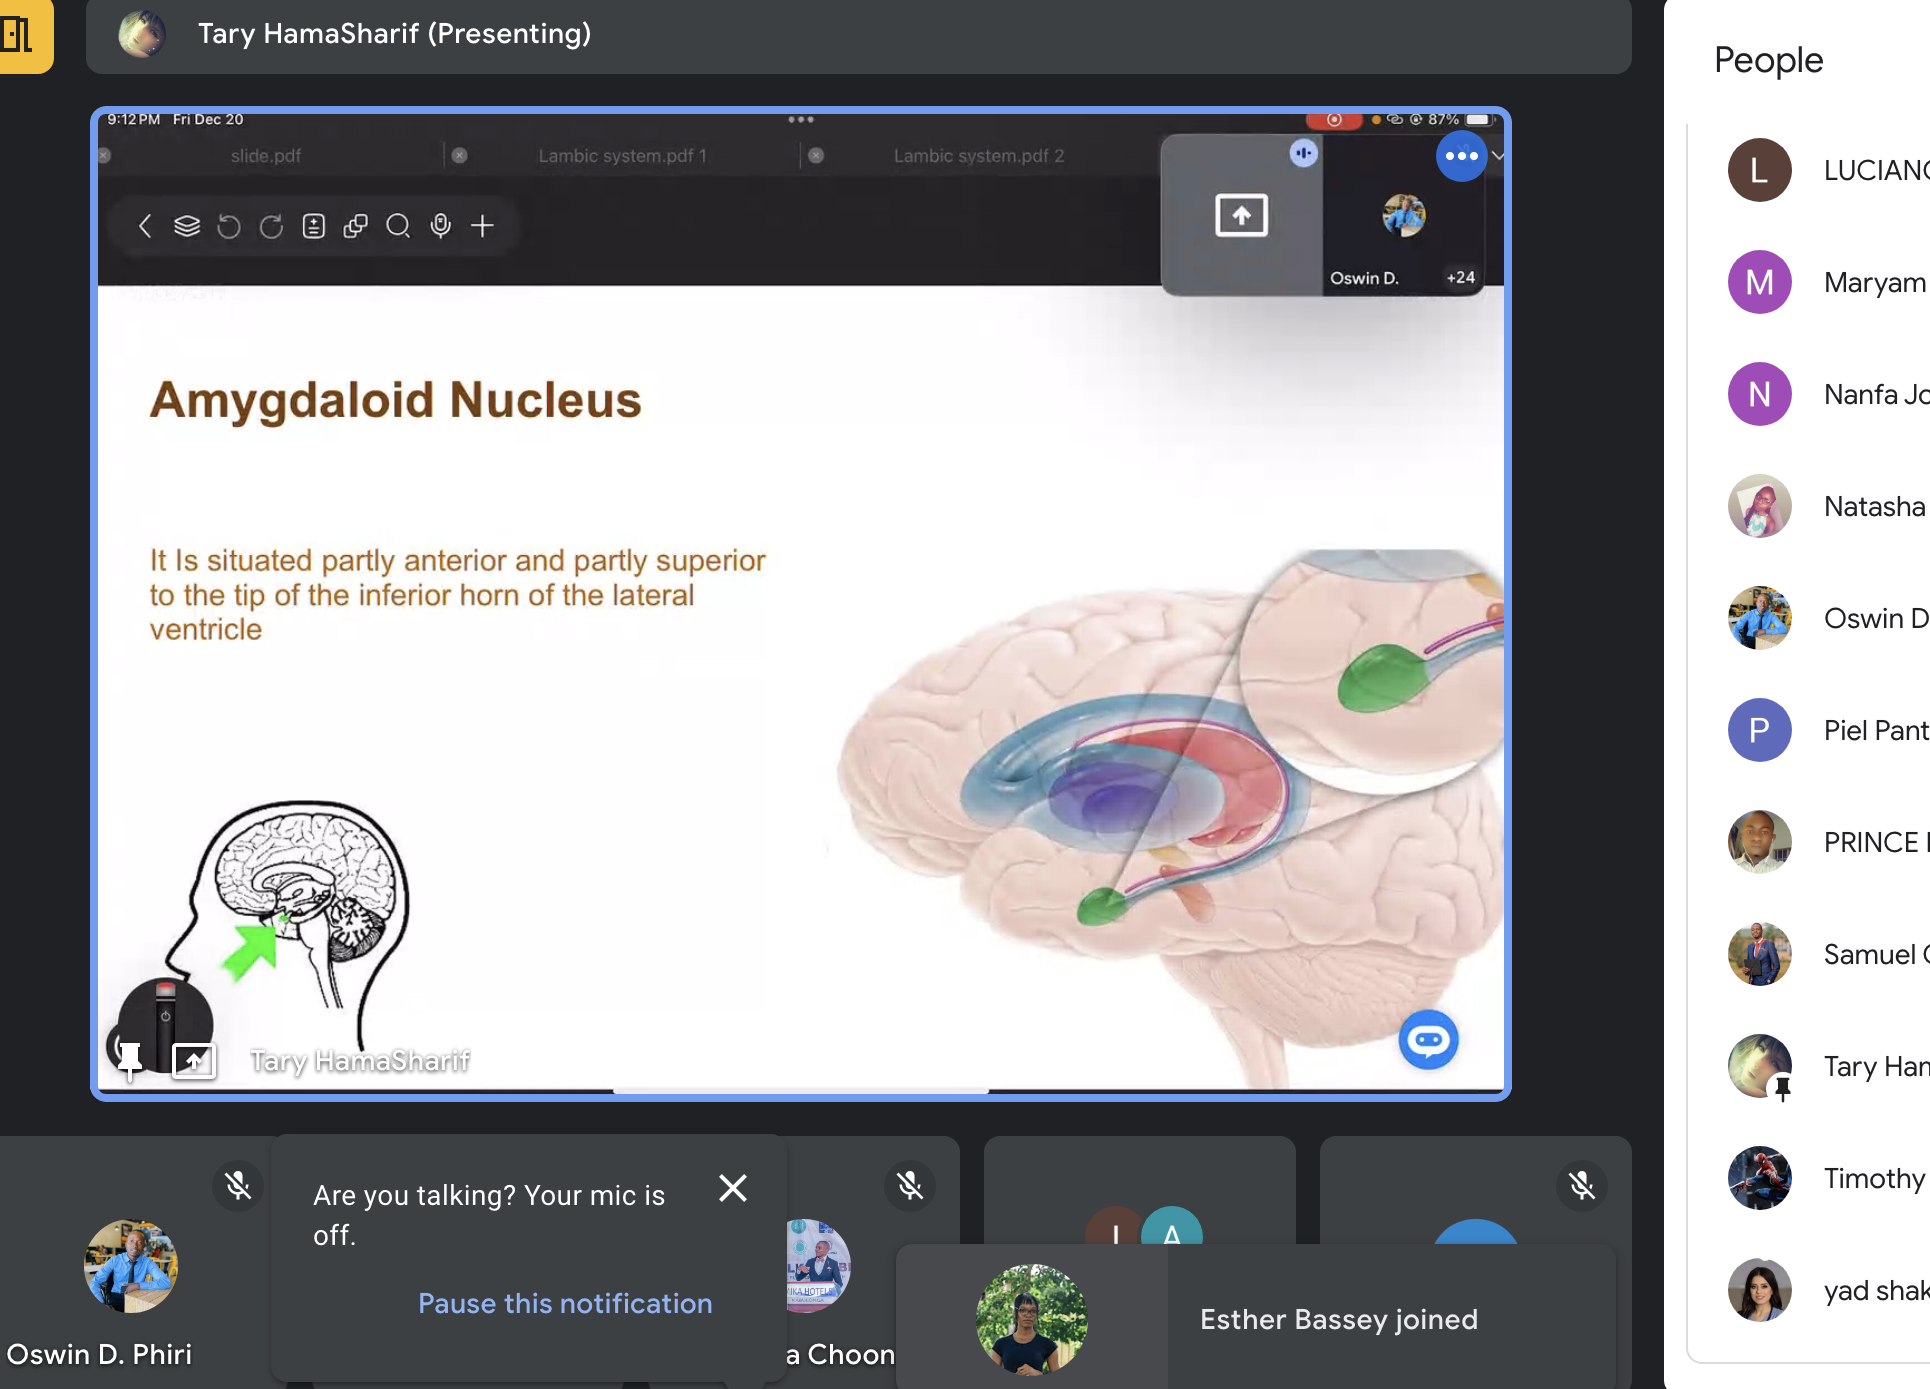 Tary HamaSharif (Presenting)
People
9:12 PM Fri Dec 20
87%
slide.pdf
Lambic system.pdf 1
Lambic system.pdf 2
Oswin D.
+24
Amygdaloid Nucleus
It Is situated partly anterior and partly superior
to the tip of the inferior horn of the lateral
ventricle
Tary HamaSharif
L
LUCIANO
M
Maryam
N
Nanfa Jo
Natasha
Oswin D
P
Piel Pant
PRINCE
Samuel
Tary Ham
Timothy
yad shak
Are you talking? Your mic is
off.
Pause this notification
Oswin D. Phiri
a Choon
A
Esther Bassey joined